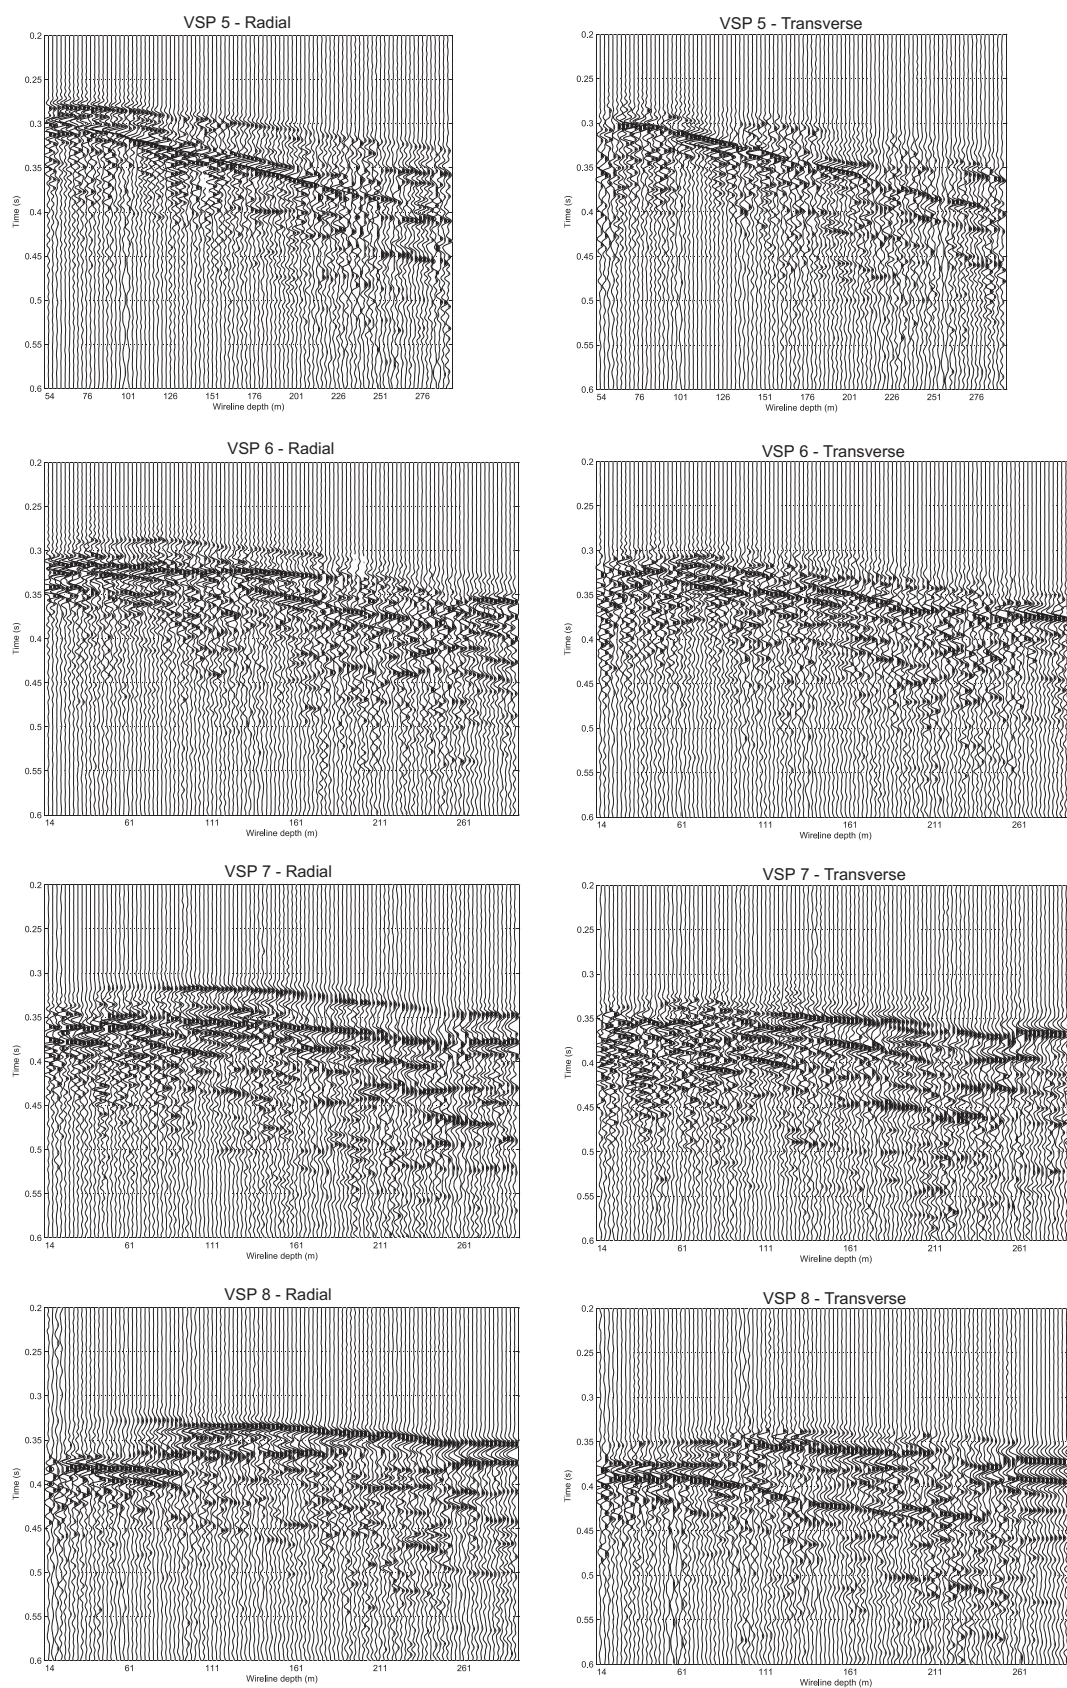 VSP 5 - Radial
0.2
0.25
0.3
0.35
0.4
0.45
0.5
0.55
0.6
Time (s)
54 76 101 126 151 176 201 226 251 276
Wireline depth (m)
VSP 5 - Transverse
0.2
0.25
0.3
0.35
0.4
0.45
0.5
0.55
0.6
Time (s)
54 76 101 126 151 176 201 231 257 276
Wireline depth (m)
VSP 6 - Radial
0.2
0.25
0.3
0.35
0.4
0.45
0.5
0.55
0.6
Time (s)
14 61 111 161 211 261
Wireline depth (m)
VSP 6 - Transverse
0.2
0.25
0.3
0.35
0.4
0.45
0.5
0.55
0.6
Time (s)
14 61 111 161 211 261
Wireline depth (m)
VSP 7 - Radial
0.2
0.25
0.3
0.35
0.4
0.45
0.5
0.55
0.6
Time (s)
14 61 111 161 211 261
Wireline depth (m)
VSP 7 - Transverse
0.2
0.25
0.3
0.35
0.4
0.45
0.5
0.55
0.6
Time (s)
14 61 111 161 211 261
Wireline depth (m)
VSP 8 - Radial
0.2
0.25
0.3
0.35
0.4
0.45
0.5
0.55
0.6
Time (s)
14 61 111 161 211 261
Wireline depth (m)
VSP 8 - Transverse
0.2
0.25
0.3
0.35
0.4
0.45
0.5
0.55
0.6
Time (s)
14 61 111 161 211 261
Wireline depth (m)